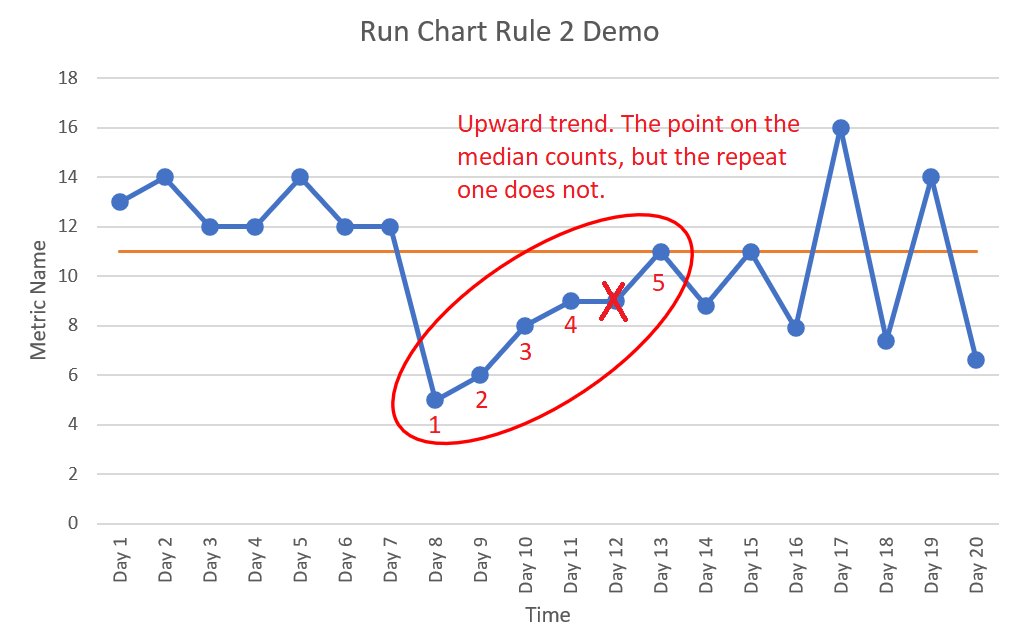 Run Chart Rule 2 Demo
18
16
14
12
10
8
6
4
2
0
Metric Name
Upward trend. The point on the
median counts, but the repeat
one does not.
1
2
3
4
5
Day 1
Day 2
Day 3
Day 4
Day 5
Day 6
Day 7
Day 8
Day 9
Day 10
Day 11
Day 12
Day 13
Day 14
Day 15
Day 16
Day 17
Day 18
Day 19
Day 20
Time